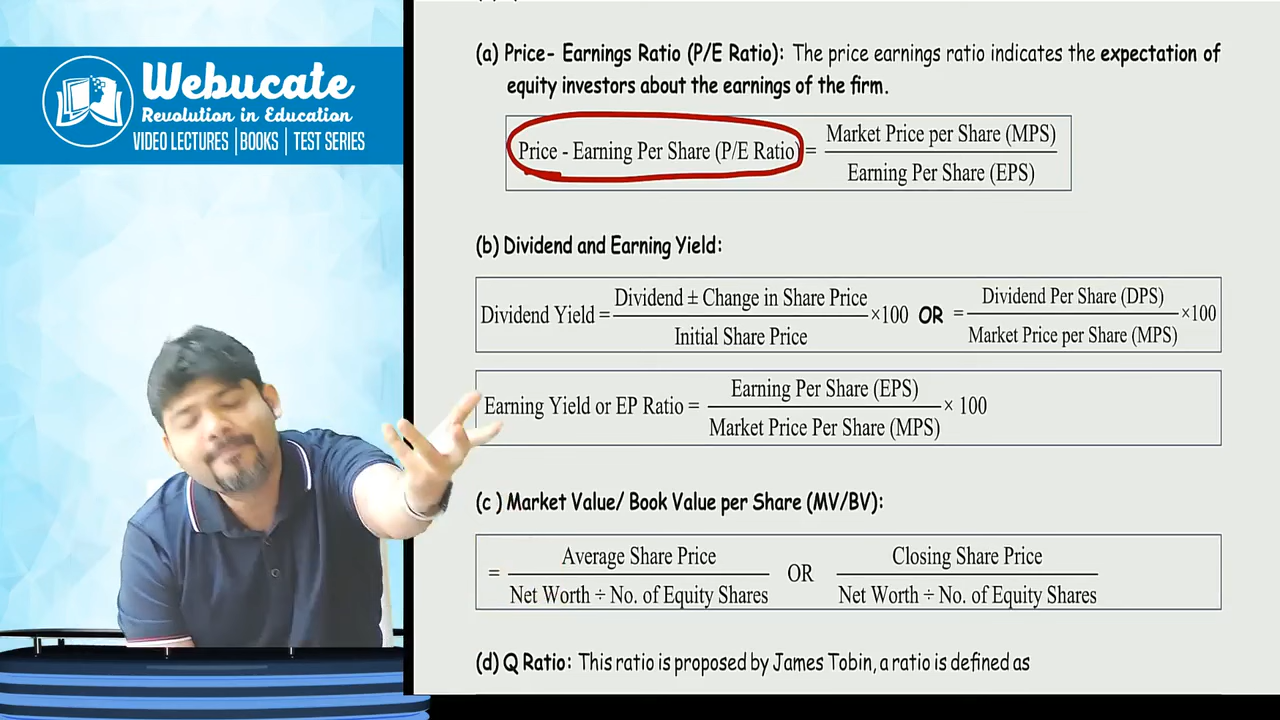 Webucate
Revolution in Education
VIDEO LECTURES | BOOKS | TEST SERIES
(a) Price- Earnings Ratio (P/E Ratio): The price earnings ratio indicates the expectation of
equity investors about the earnings of the firm.
Price - Earning Per Share (P/E Ratio) = Market Price per Share (MPS)
Earning Per Share (EPS)
(b) Dividend and Earning Yield:
Dividend Yield = Dividend ± Change in Share Price ×100 OR = Dividend Per Share (DPS) ×100
Initial Share Price Market Price per Share (MPS)
Earning Yield or EP Ratio = Earning Per Share (EPS) × 100
Market Price Per Share (MPS)
(c ) Market Value/ Book Value per Share (MV/BV):
= Average Share Price OR Closing Share Price
Net Worth ÷ No. of Equity Shares Net Worth ÷ No. of Equity Shares
(d) Q Ratio: This ratio is proposed by James Tobin, a ratio is defined as